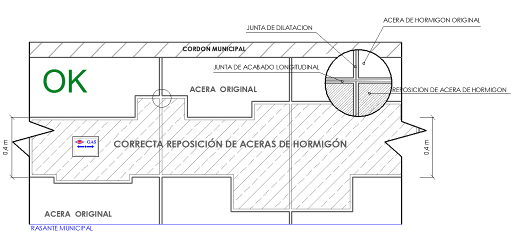 JUNTA DE DILATACION
ACERA DE HORMIGON ORIGINAL
CORDON MUNICIPAL
JUNTA DE ACABADO LONGITUDINAL
OK
ACERA ORIGINAL
REPOSICION DE ACERA DE HORMIGON
0,4 m
GAS
CORRECTA REPOSICIÓN DE ACERAS DE HORMIGÓN
0,4 m
ACERA ORIGINAL
RASANTE MUNICIPAL